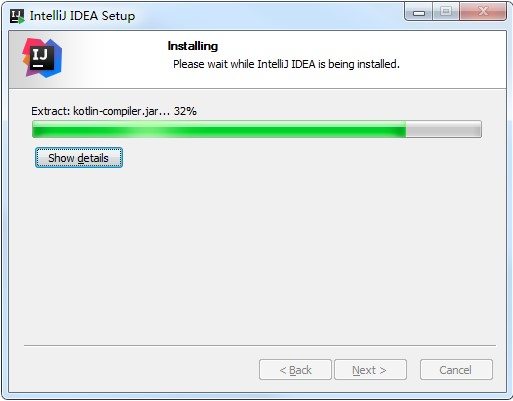 IntelliJ IDEA Setup
IJ
Installing
Please wait while IntelliJ IDEA is being installed.
Extract: kotlin-compiler.jar... 32%
Show details
< Back
Next >
Cancel